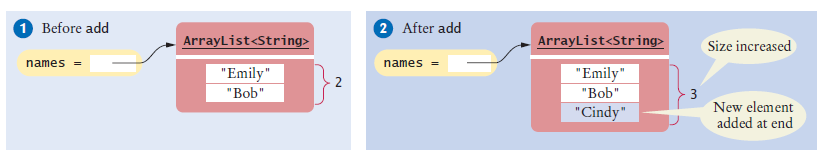 1 Before add
names =
ArrayList<String>
"Emily"
"Bob"
2
2 After add
names =
ArrayList<String>
"Emily"
"Bob"
"Cindy"
3
Size increased
New element
added at end